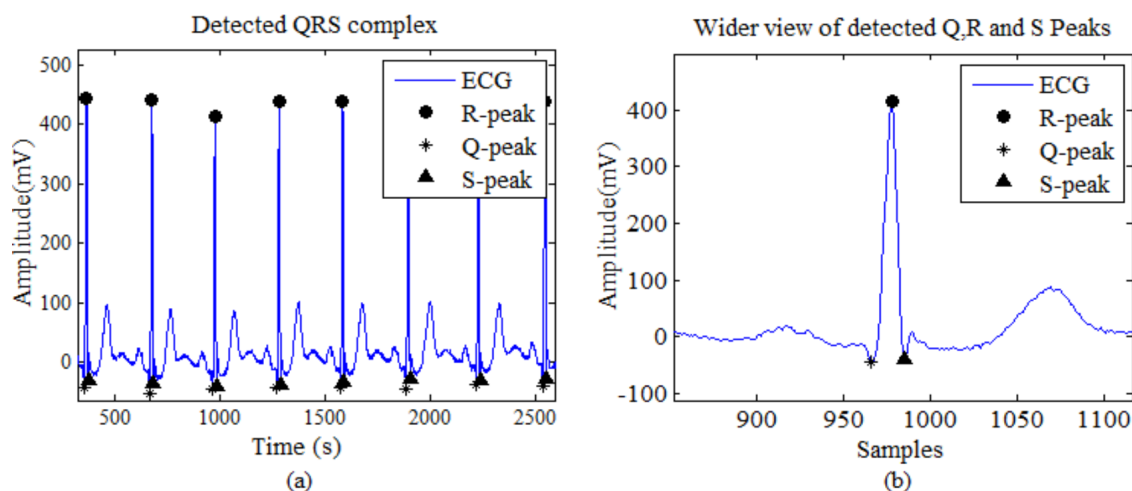 Detected QRS complex
500
400
300
200
100
0
Amplitude(mV)
ECG
R-peak
Q-peak
S-peak
500
1000
1500
2000
2500
Time (s)
(a)
Wider view of detected Q,R and S Peaks
400
300
200
100
0
-100
Amplitude(mV)
ECG
R-peak
Q-peak
S-peak
900
950
1000
1050
1100
Samples
(b)